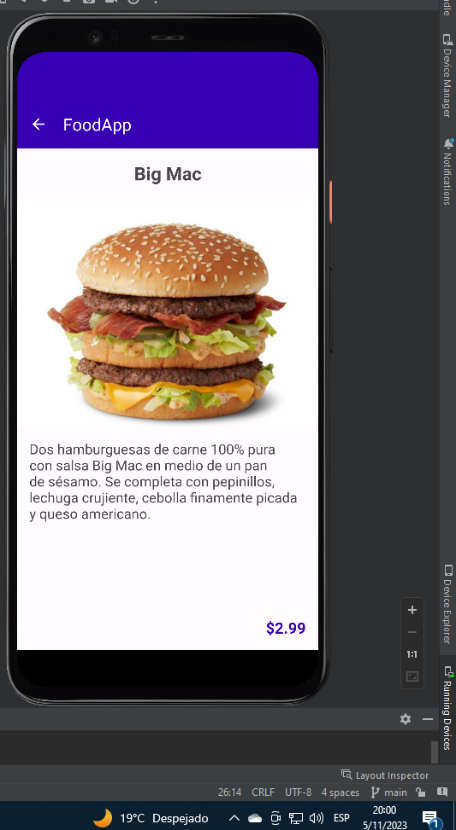 Device Manager
Notifications
FoodApp
Big Mac
Dos hamburguesas de carne 100% pura
con salsa Big Mac en medio de un pan
de sésamo. Se completa con pepinillos,
lechuga crujiente, cebolla finamente picada
y queso americano.
$2.99
1:1
Device Explorer
Running Devices
Layout Inspector
26:14 CRLF UTF-8 4 spaces main
19°C Despejado ESP 20:00
5/11/2023
1